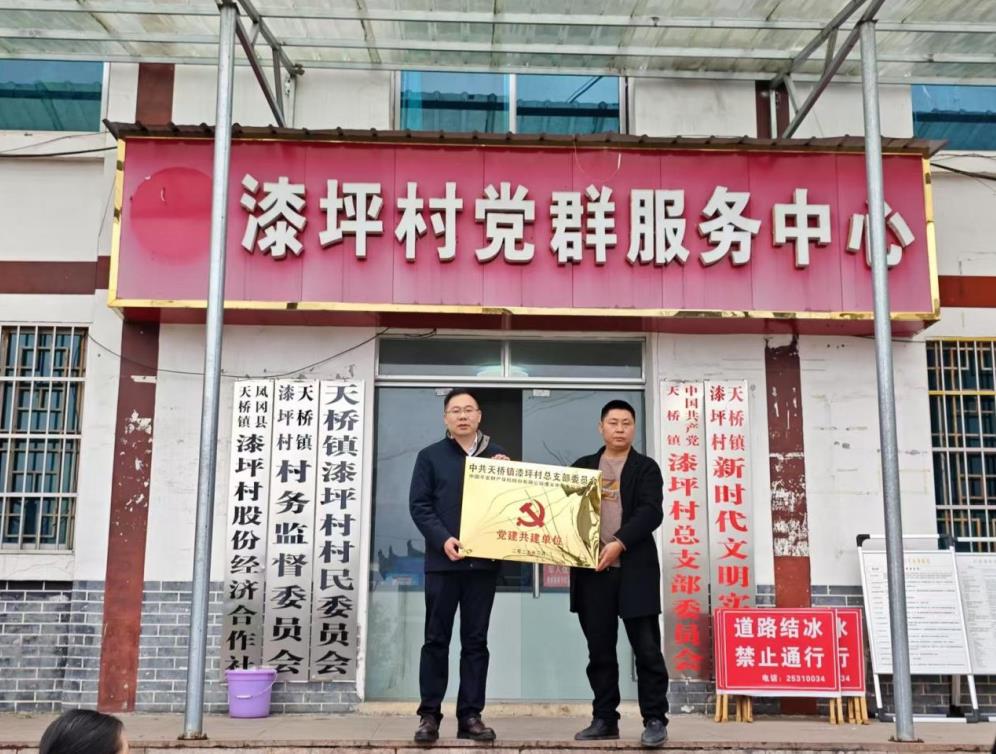 漆坪村党群服务中心
凤冈县
天桥镇
漆坪村股份经济合作社
天桥镇
漆坪村
村务监督委员会
天桥镇漆坪村村民委员会
中共天桥镇漆坪村总支部委员会
党建共建单位
中国共产党
天桥镇
漆坪村总支部委员会
天桥镇
漆坪村
新时代文明实
道路结冰
禁止通行
电话：25310034
冰
行
034